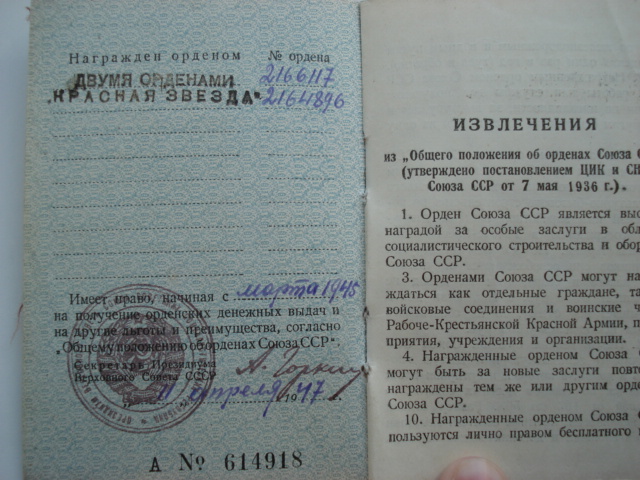 Награжден орденом № ордена
ДВУМЯ ОРДЕНАМИ 2166117
„КРАСНАЯ ЗВЕЗДА" 2164896
Имеет право, начиная с марта 1945
на получение орденских денежных выдач и
на другие льготы и преимущества, согласно
„Общему положению об орденах Союза ССР".
Секретарь Президиума
Верховного Совета СССР А. Горкин
11 апреля 1947 г.
А № 614918
ИЗВЛЕЧЕНИЯ
из „Общего положения об орденах Союза С
(утверждено постановлением ЦИК и СН
Союза ССР от 7 мая 1936 г.).
1. Орден Союза ССР является выс
наградой за особые заслуги в обл
социалистического строительства и обор
Союза ССР.
3. Орденами Союза ССР могут на
ждаться как отдельные граждане, та
войсковые соединения и воинские ч
Рабоче-Крестьянской Красной Армии, п
приятия, учреждения и организации.
4. Награжденные орденом Союза С
могут быть за новые заслуги повто
награждены тем же или другим орд
Союза ССР.
10. Награжденные орденом Союза С
пользуются лично правом бесплатного п